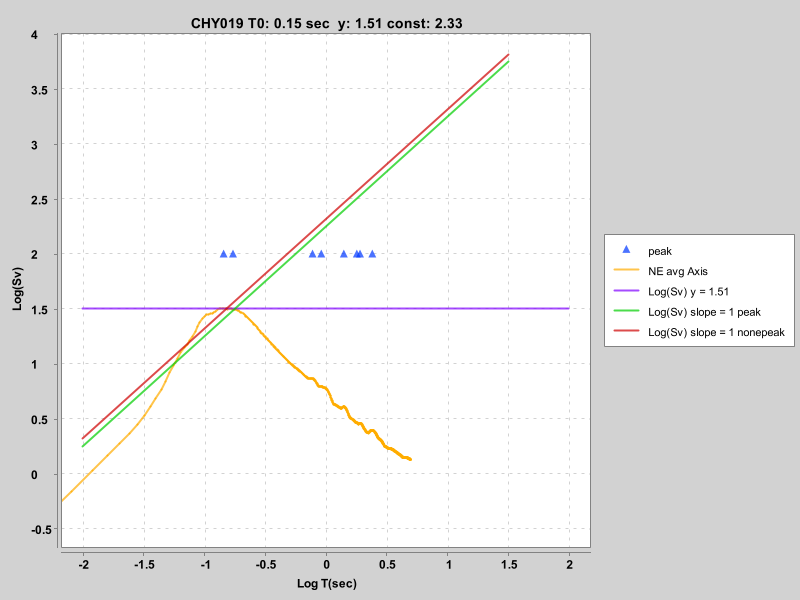 CHY019 T0: 0.15 sec  y: 1.51 const: 2.33
4
3.5
3
2.5
2
1.5
1
0.5
0
-0.5
Log(Sv)
-2 -1.5 -1 -0.5 0 0.5 1 1.5 2
Log T(sec)
peak
NE avg Axis
Log(Sv) y = 1.51
Log(Sv) slope = 1 peak
Log(Sv) slope = 1 nonepeak